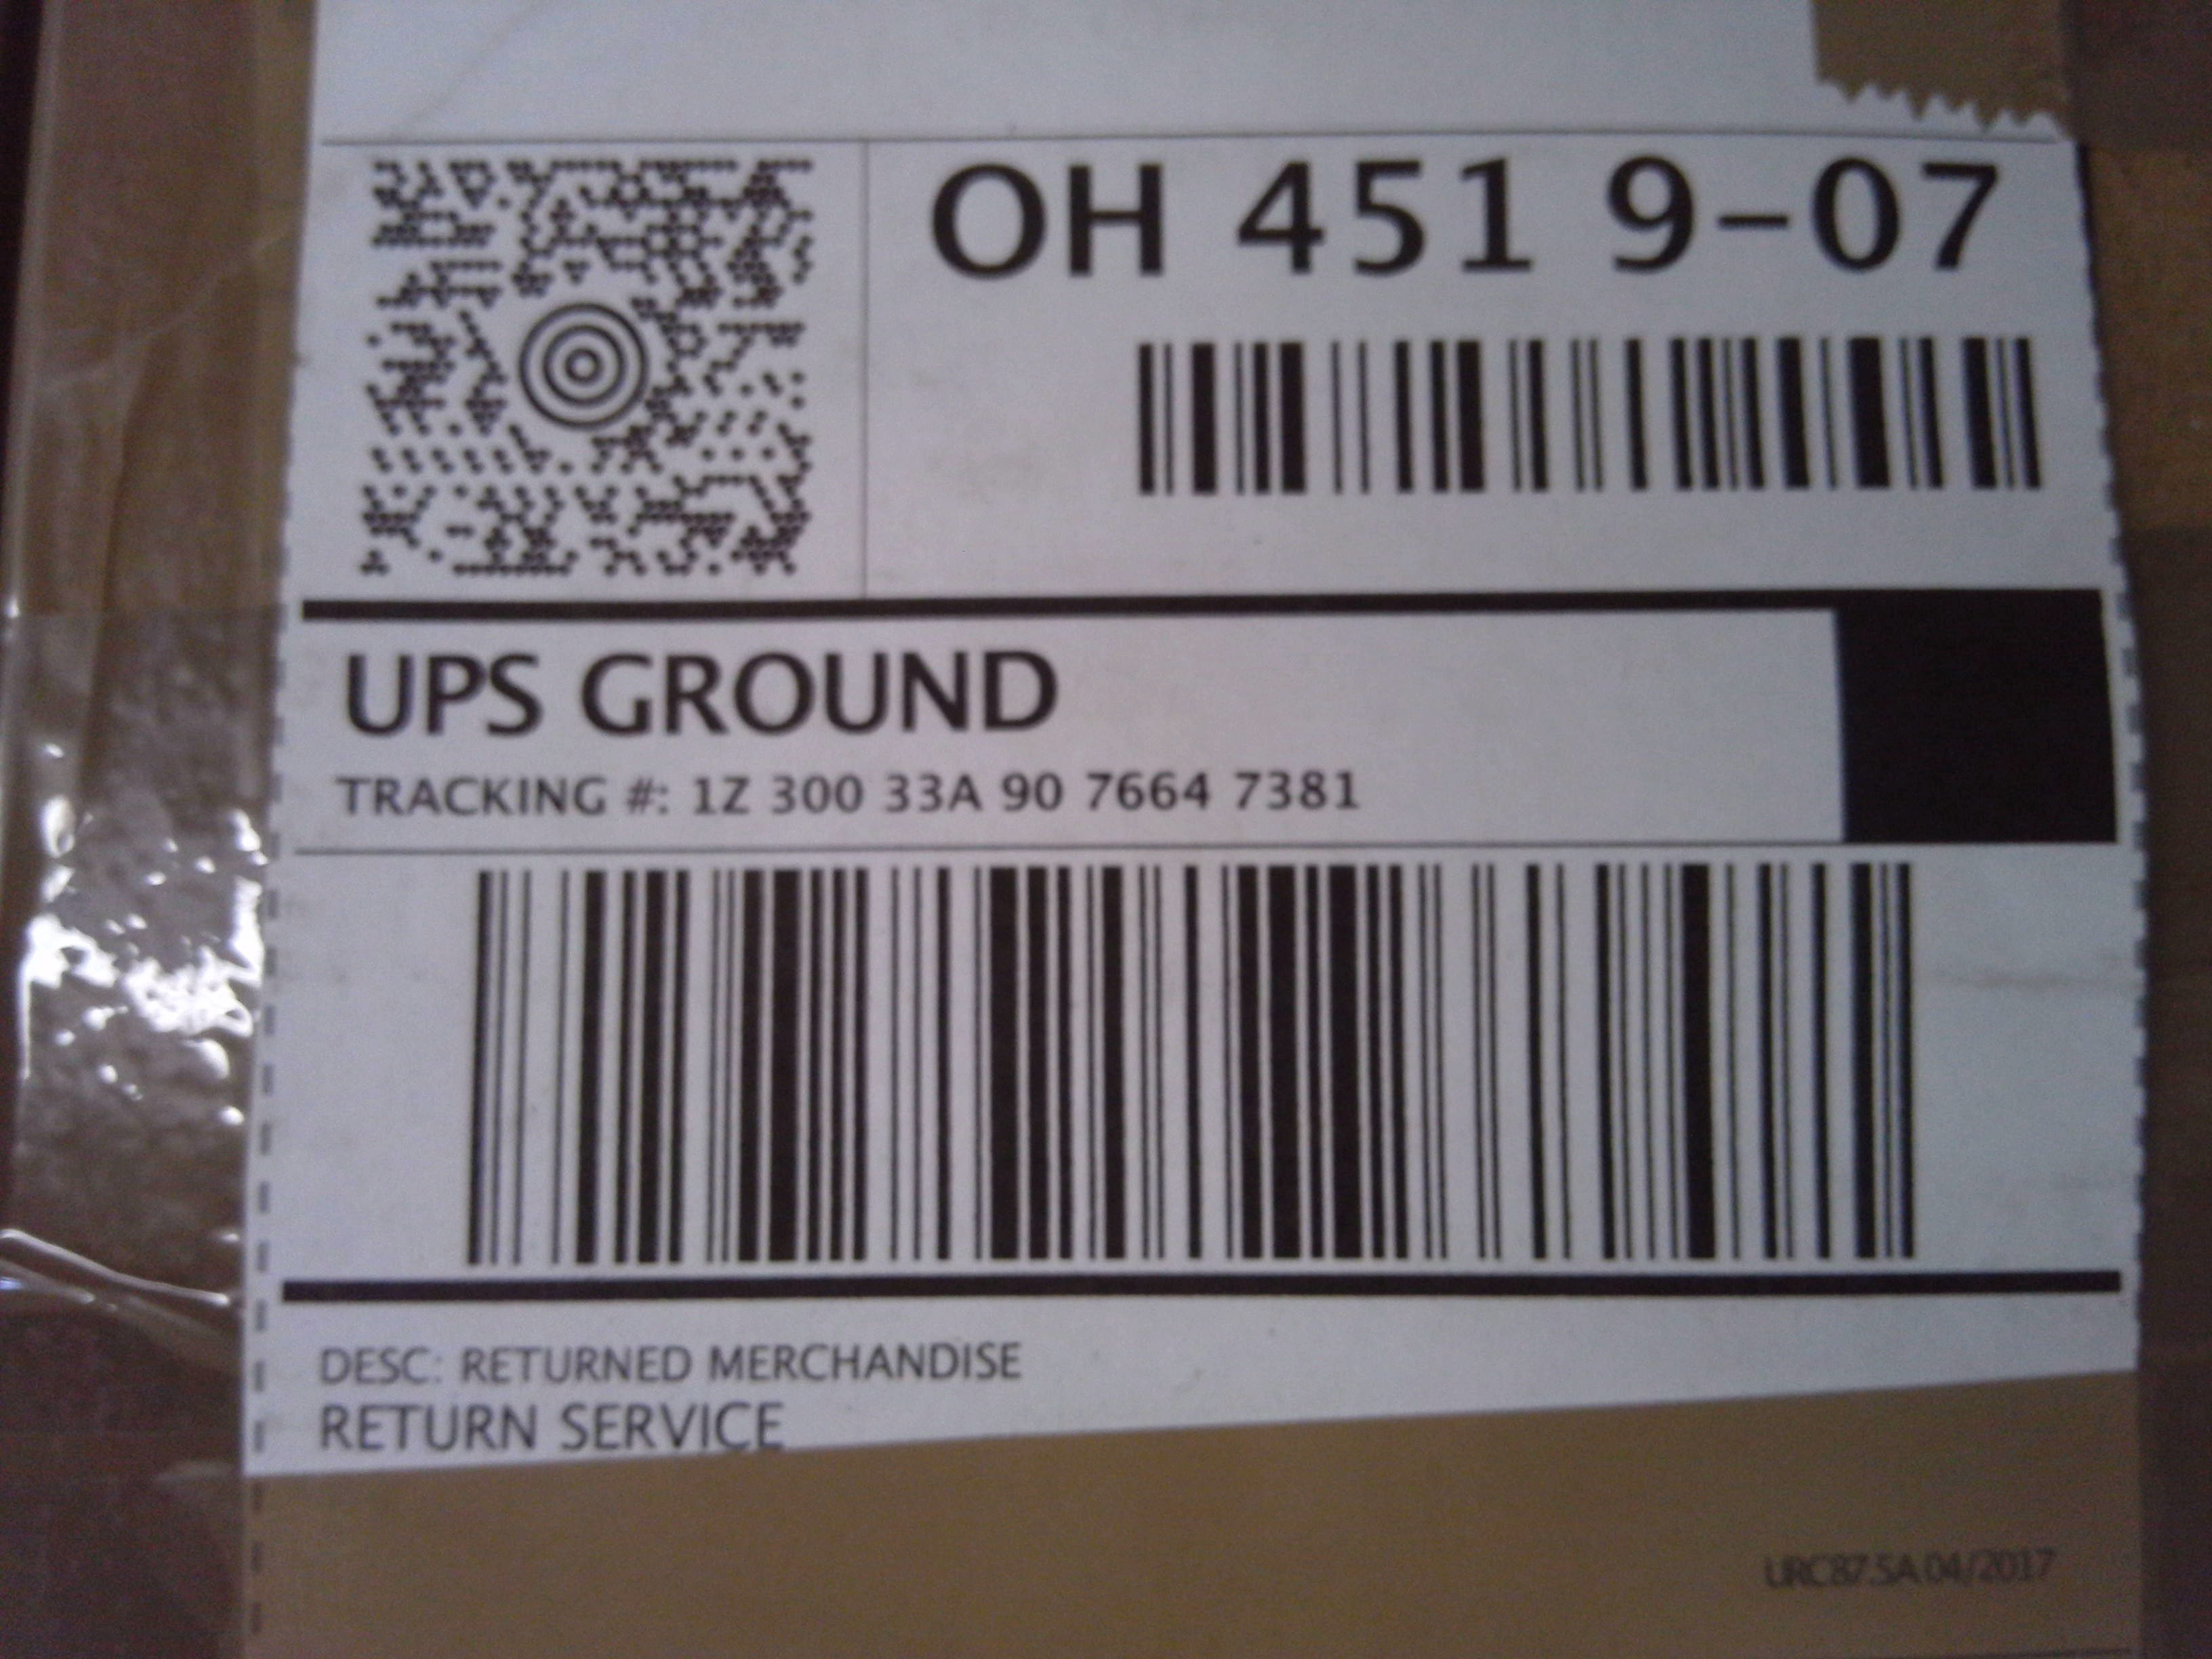 OH 451 9-07
UPS GROUND
TRACKING #: 1Z 300 33A 90 7664 7381
DESC: RETURNED MERCHANDISE
RETURN SERVICE
URC87.5A 04/2017